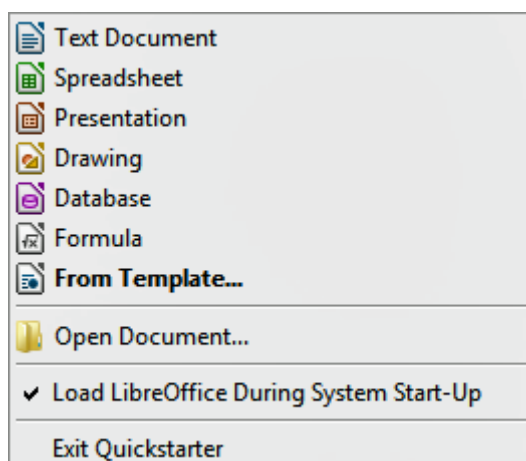 Text Document
Spreadsheet
Presentation
Drawing
Database
Formula
From Template...
Open Document...
Load LibreOffice During System Start-Up
Exit Quickstarter